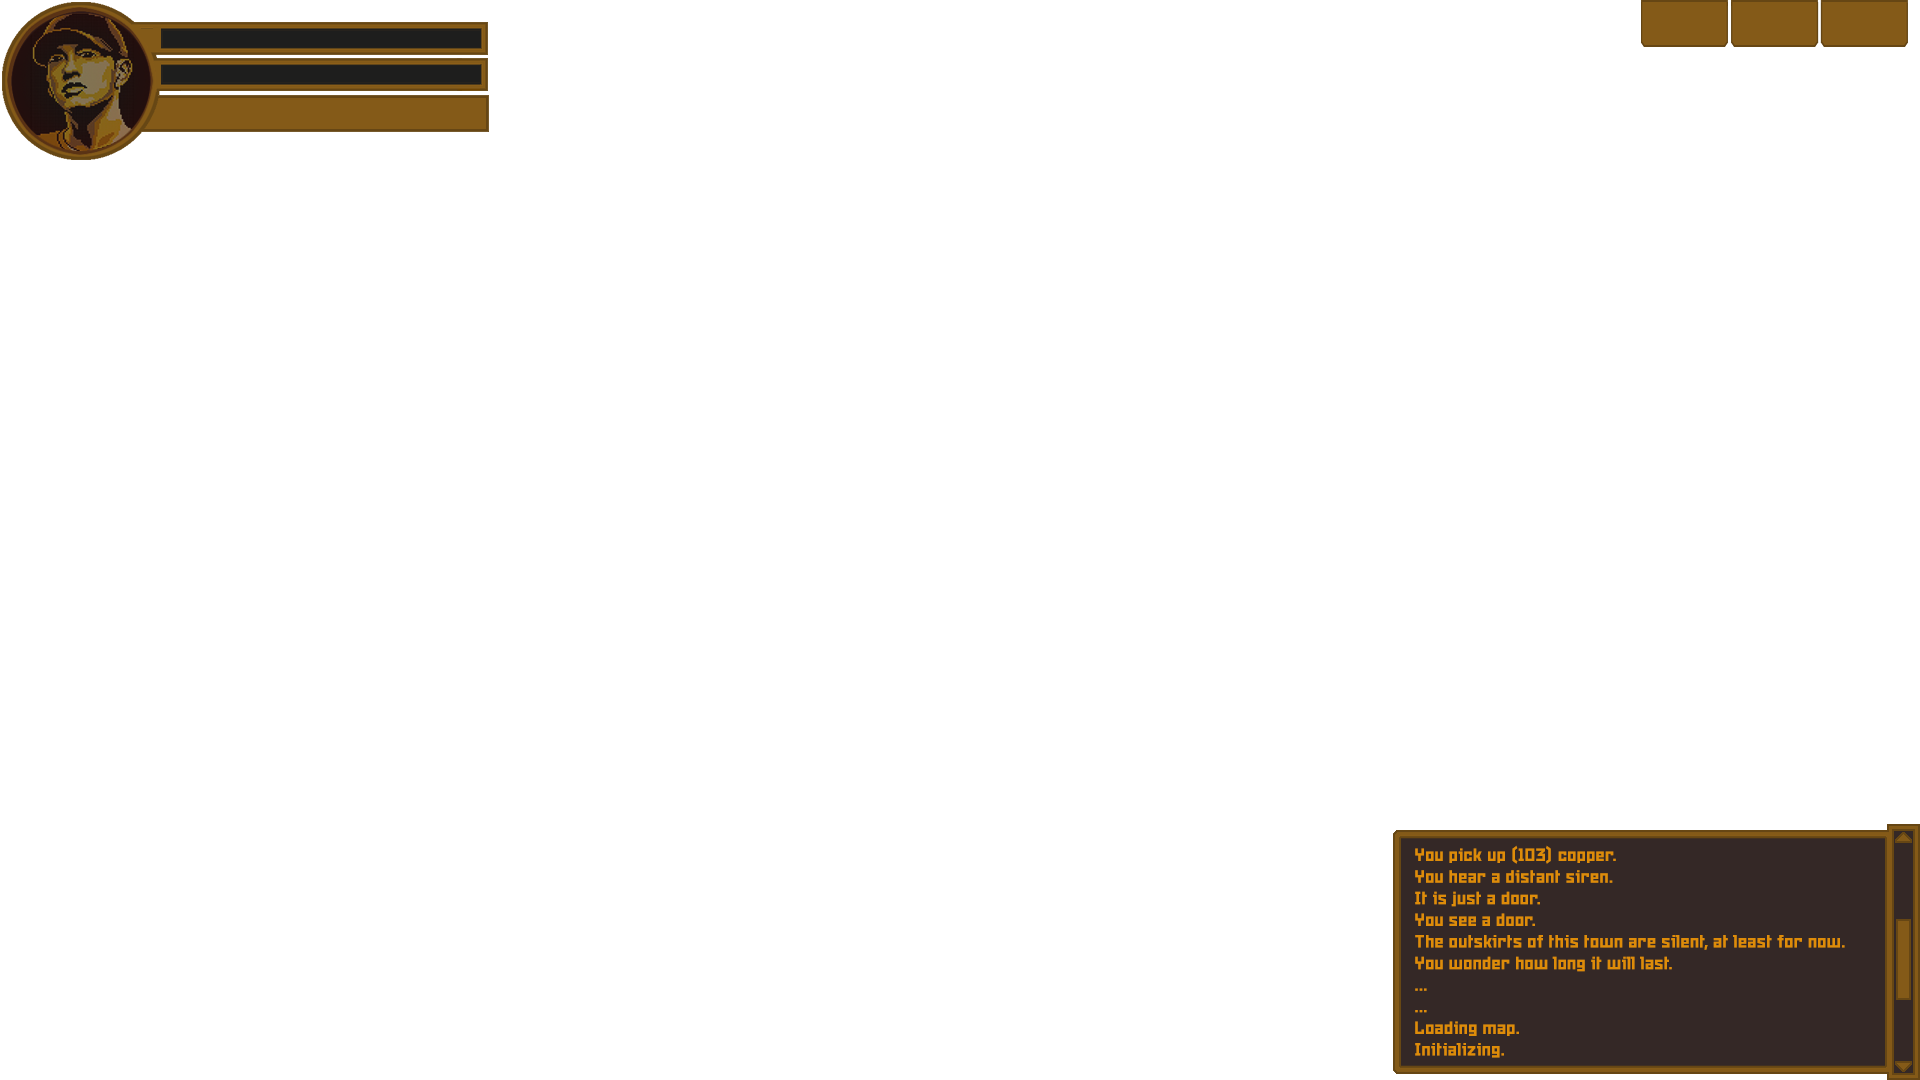 You pick up (103) copper.
You hear a distant siren.
It is just a door.
You see a door.
The outskirts of this town are silent, at least for now.
You wonder how long it will last.
...
...
Loading map.
Initializing.